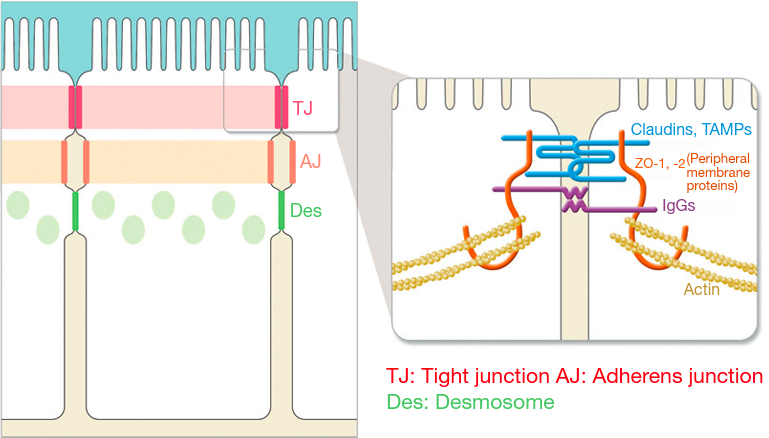 TJ
AJ
Des
Claudins, TAMPs
ZO-1, -2 (Peripheral
membrane
proteins)
IgGs
Actin
TJ: Tight junction AJ: Adherens junction
Des: Desmosome